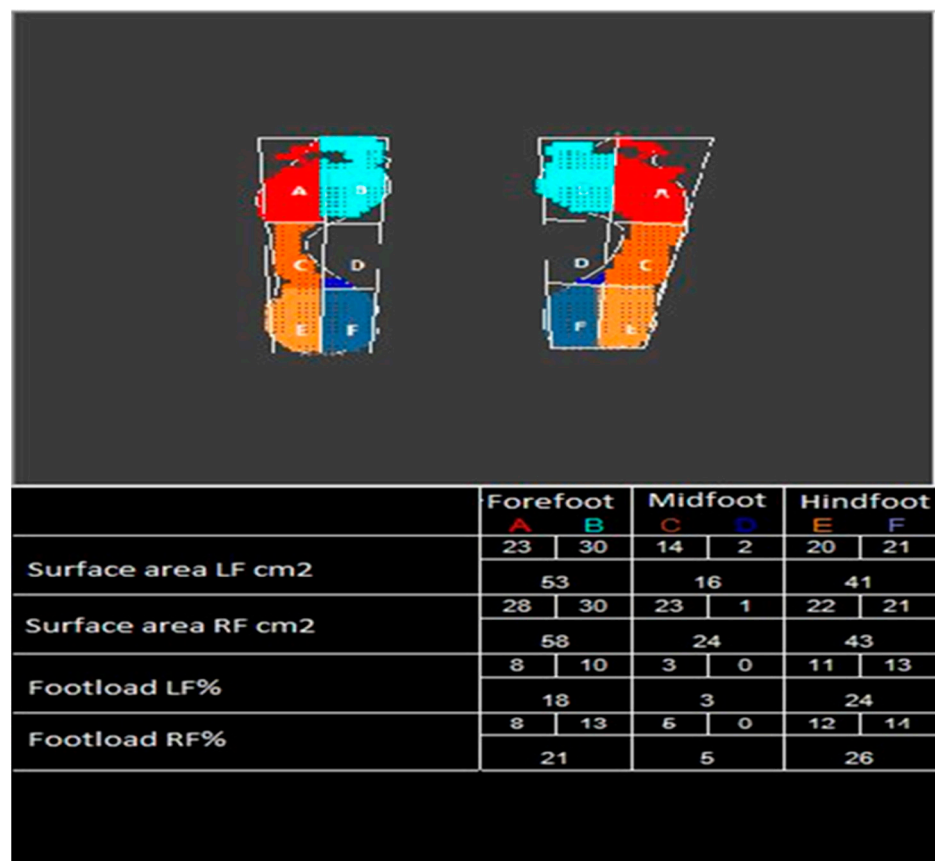 A B A
C D D C
E F F E
Forefoot Midfoot Hindfoot
A B C D E F
Surface area LF cm2 23 30 14 2 20 21
53 16 41
Surface area RF cm2 28 30 23 1 22 21
58 24 43
Footload LF% 8 10 3 0 11 13
18 3 24
Footload RF% 8 13 5 0 12 14
21 5 26